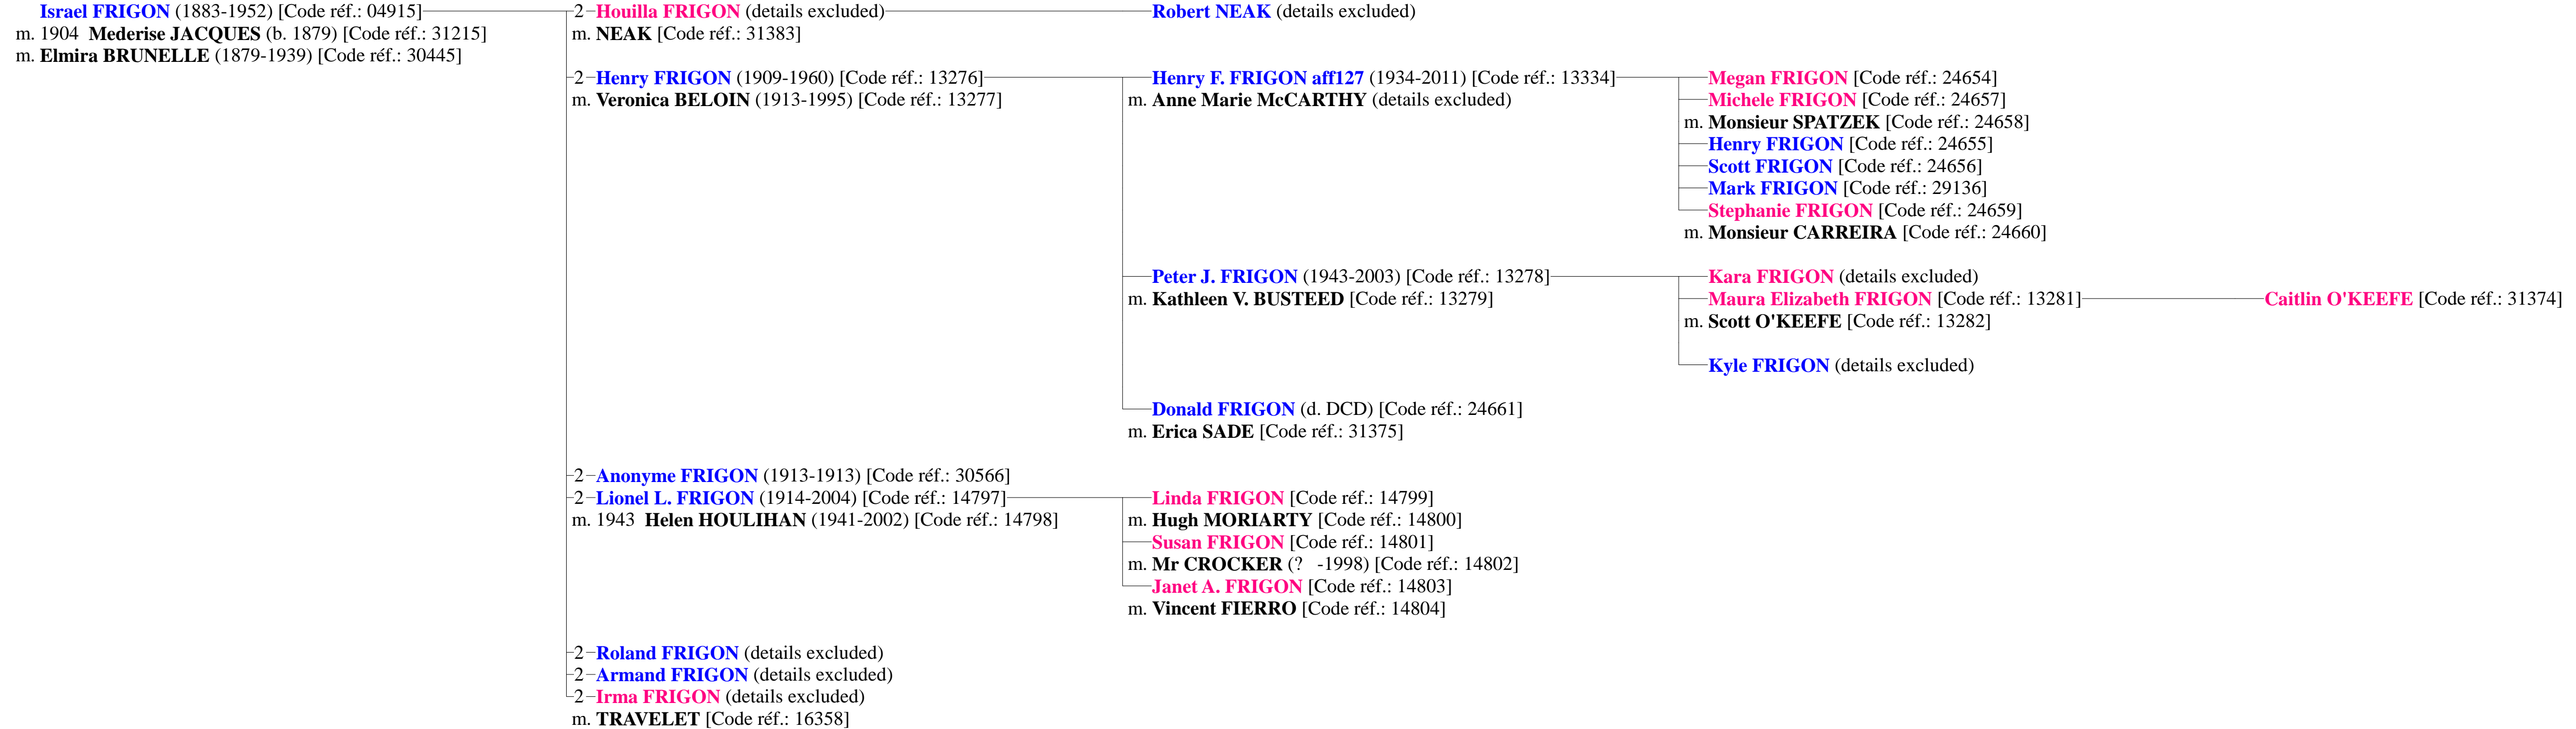 Israel FRIGON (1883-1952) [Code réf.: 04915] 2 Houilla FRIGON (details excluded) Robert NEAK (details excluded)
m. 1904 Mederise JACQUES (b. 1879) [Code réf.: 31215] m. NEAK [Code réf.: 31383]
m. Elmira BRUNELLE (1879-1939) [Code réf.: 30445]
2 Henry FRIGON (1909-1960) [Code réf.: 13276] Henry F. FRIGON aff127 (1934-2011) [Code réf.: 13334] Megan FRIGON [Code réf.: 24654]
m. Veronica BELOIN (1913-1995) [Code réf.: 13277] m. Anne Marie McCARTHY (details excluded) Michele FRIGON [Code réf.: 24657]
m. Monsieur SPATZEK [Code réf.: 24658]
Henry FRIGON [Code réf.: 24655]
Scott FRIGON [Code réf.: 24656]
Mark FRIGON [Code réf.: 29136]
Stephanie FRIGON [Code réf.: 24659]
m. Monsieur CARREIRA [Code réf.: 24660]
Peter J. FRIGON (1943-2003) [Code réf.: 13278] Kara FRIGON (details excluded)
m. Kathleen V. BUSTEED [Code réf.: 13279] Maura Elizabeth FRIGON [Code réf.: 13281] Caitlin O'KEEFE [Code réf.: 31374]
m. Scott O'KEEFE [Code réf.: 13282]
Kyle FRIGON (details excluded)
Donald FRIGON (d. DCD) [Code réf.: 24661]
m. Erica SADE [Code réf.: 31375]
2 Anonyme FRIGON (1913-1913) [Code réf.: 30566]
2 Lionel L. FRIGON (1914-2004) [Code réf.: 14797] Linda FRIGON [Code réf.: 14799]
m. 1943 Helen HOULIHAN (1941-2002) [Code réf.: 14798] m. Hugh MORIARTY [Code réf.: 14800]
Susan FRIGON [Code réf.: 14801]
m. Mr CROCKER (? -1998) [Code réf.: 14802]
Janet A. FRIGON [Code réf.: 14803]
m. Vincent FIERRO [Code réf.: 14804]
2 Roland FRIGON (details excluded)
2 Armand FRIGON (details excluded)
2 Irma FRIGON (details excluded)
m. TRAVELET [Code réf.: 16358]